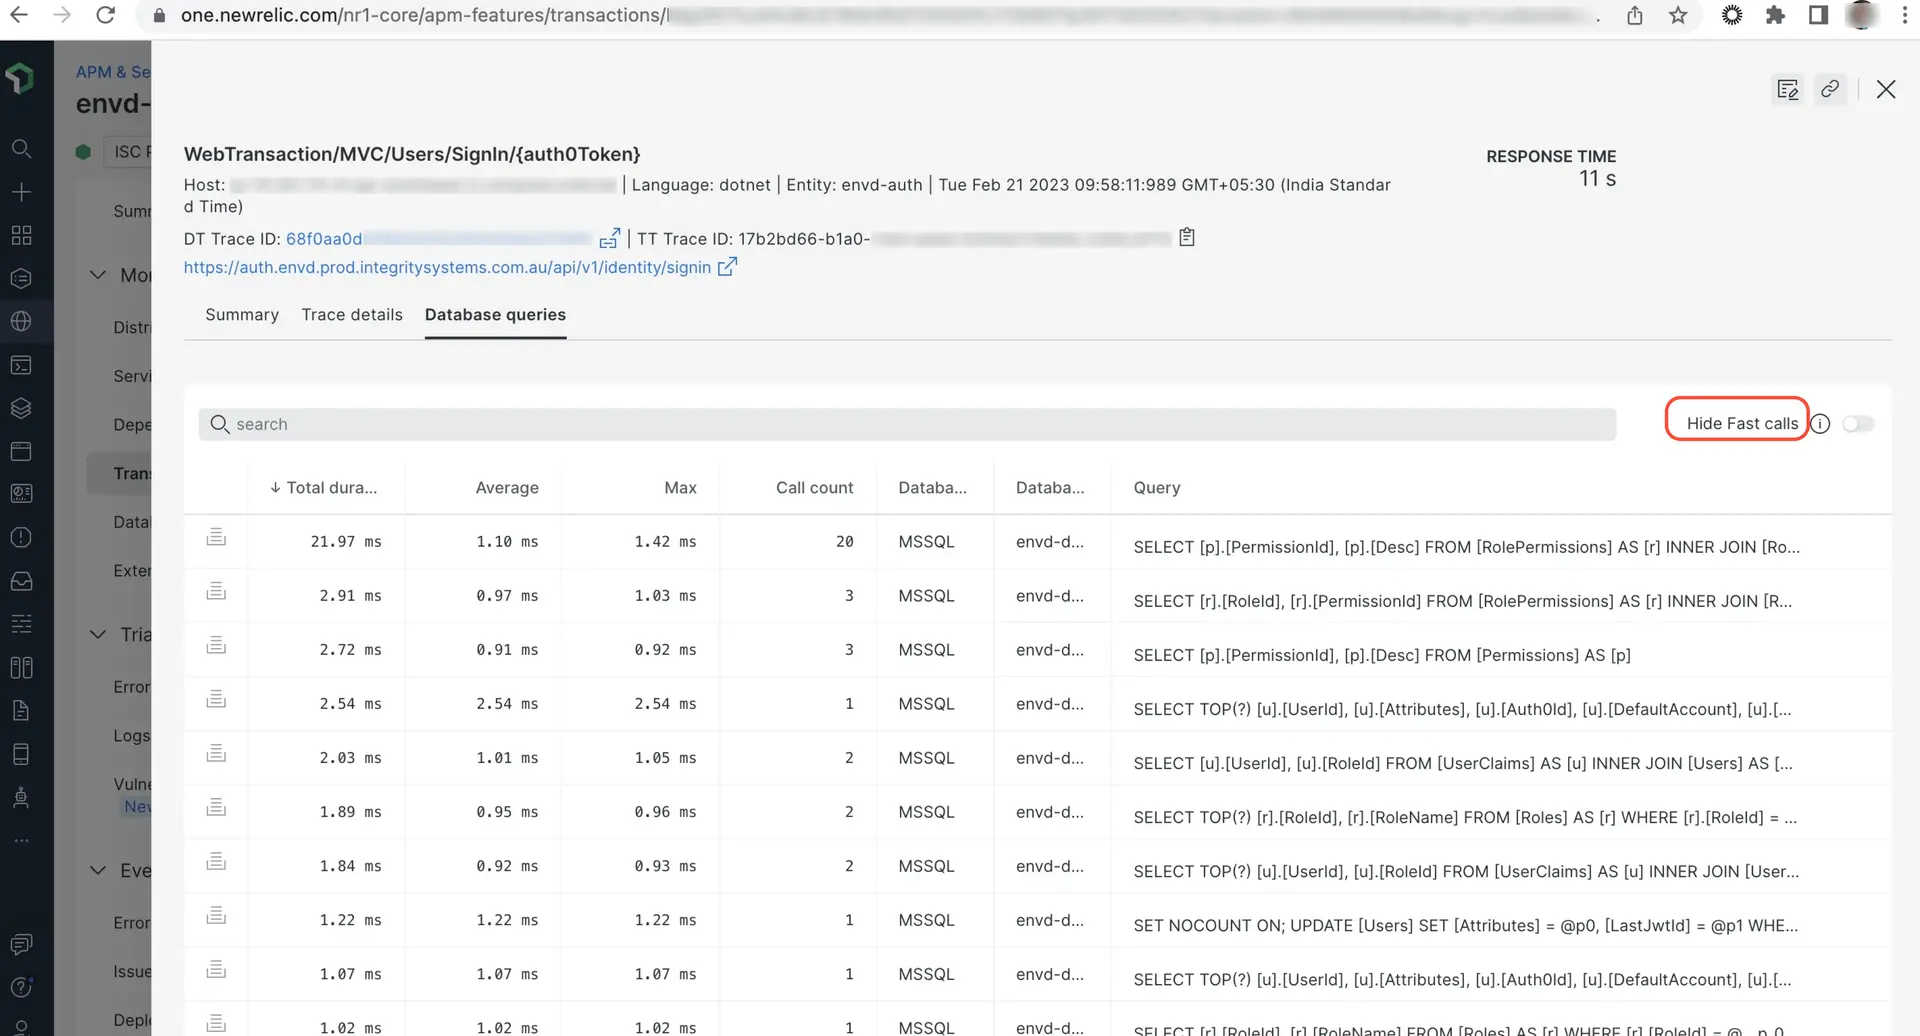 one.newrelic.com/nr1-core/apm-features/transactions/
APM & Se
envd-
ISC
Summ
Mo
Distri
Servi
Depe
Trans
Datal
Exter
Tria
Error
Logs
Vulne
Nev
Eve
Error
Issue
Deplo
WebTransaction/MVC/Users/SignIn/{auth0Token}
Host: | Language: dotnet | Entity: envd-auth | Tue Feb 21 2023 09:58:11:989 GMT+05:30 (India Standar
d Time)
RESPONSE TIME
11 s
DT Trace ID: 68f0aa0d | TT Trace ID: 17b2bd66-b1a0-
https://auth.envd.prod.integritysystems.com.au/api/v1/identity/signin
Summary Trace details Database queries
search
Hide Fast calls
↓ Total dura... Average Max Call count Databa... Databa... Query
21.97 ms 1.10 ms 1.42 ms 20 MSSQL envd-d... SELECT [p].[PermissionId], [p].[Desc] FROM [RolePermissions] AS [r] INNER JOIN [Ro...
2.91 ms 0.97 ms 1.03 ms 3 MSSQL envd-d... SELECT [r].[RoleId], [r].[PermissionId] FROM [RolePermissions] AS [r] INNER JOIN [R...
2.72 ms 0.91 ms 0.92 ms 3 MSSQL envd-d... SELECT [p].[PermissionId], [p].[Desc] FROM [Permissions] AS [p]
2.54 ms 2.54 ms 2.54 ms 1 MSSQL envd-d... SELECT TOP(?) [u].[UserId], [u].[Attributes], [u].[Auth0Id], [u].[DefaultAccount], [u].[...
2.03 ms 1.01 ms 1.05 ms 2 MSSQL envd-d... SELECT [u].[UserId], [u].[RoleId] FROM [UserClaims] AS [u] INNER JOIN [Users] AS [...
1.89 ms 0.95 ms 0.96 ms 2 MSSQL envd-d... SELECT TOP(?) [r].[RoleId], [r].[RoleName] FROM [Roles] AS [r] WHERE [r].[RoleId] = ...
1.84 ms 0.92 ms 0.93 ms 2 MSSQL envd-d... SELECT TOP(?) [u].[UserId], [u].[RoleId] FROM [UserClaims] AS [u] INNER JOIN [User...
1.22 ms 1.22 ms 1.22 ms 1 MSSQL envd-d... SET NOCOUNT ON; UPDATE [Users] SET [Attributes] = @p0, [LastJwtId] = @p1 WHE...
1.07 ms 1.07 ms 1.07 ms 1 MSSQL envd-d... SELECT TOP(?) [u].[UserId], [u].[Attributes], [u].[Auth0Id], [u].[DefaultAccount], [u].[...
1.02 ms 1.02 ms 1.02 ms 1 MSSQL envd-d... SELECT [r].[RoleId], [r].[RoleName] FROM [Roles] AS [r] WHERE [r].[RoleId] = @__p_0